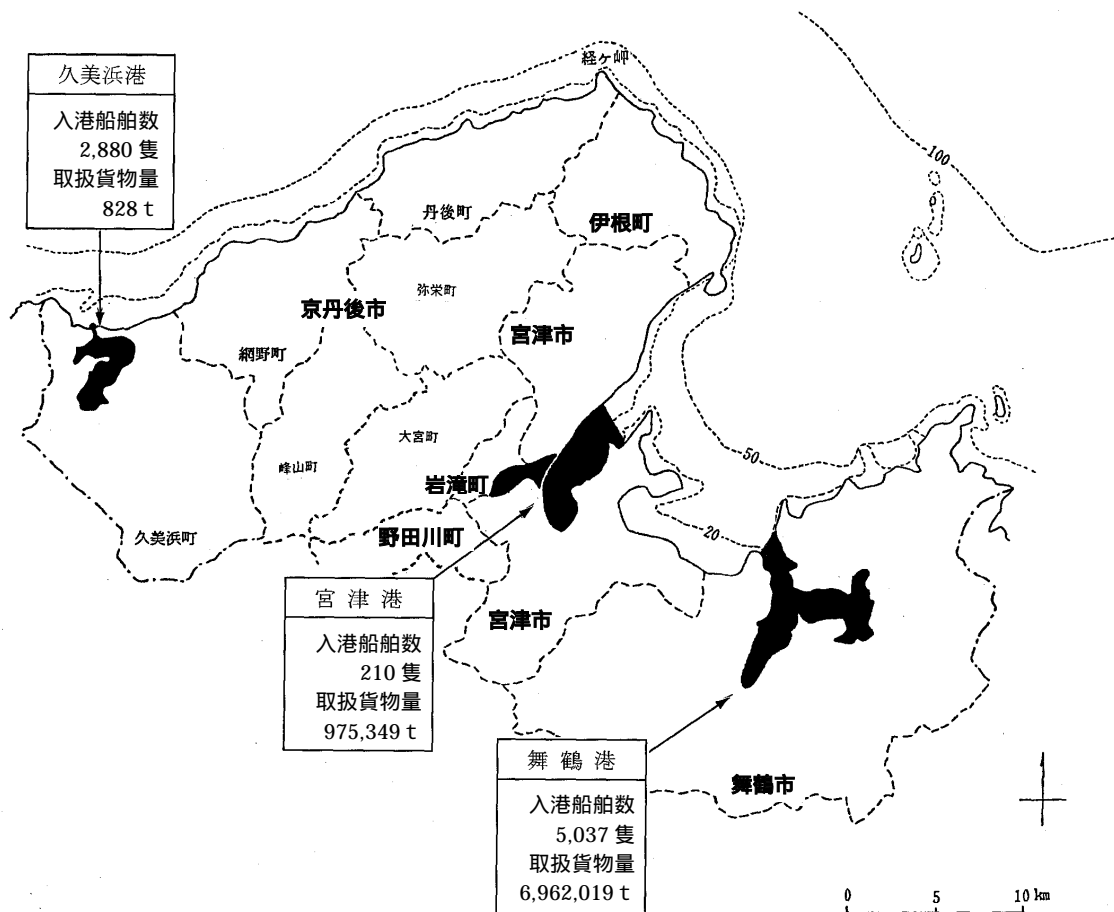 経ヶ岬
久美浜港
入港船舶数
2,880 隻
取扱貨物量
828 t
100
丹後町
伊根町
弥栄町
京丹後市
宮津市
網野町
大宮町
50
峰山町
岩滝町
20
久美浜町
野田川町
宮津港
入港船舶数
210 隻
取扱貨物量
975,349 t
宮津市
舞鶴港
入港船舶数
5,037 隻
取扱貨物量
6,962,019 t
舞鶴市
0 5 10 km